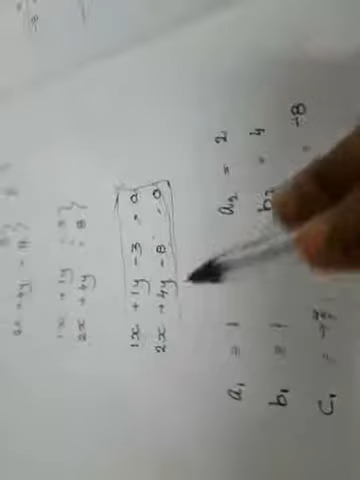 1x + 1y = 3 }
2x + 4y = 8 }
1x + 1y - 3 = 0
2x + 4y - 8 = 0
a₁ = 1 a₂ = 2
b₁ = 1 b₂ = 4
c₁ = = -8